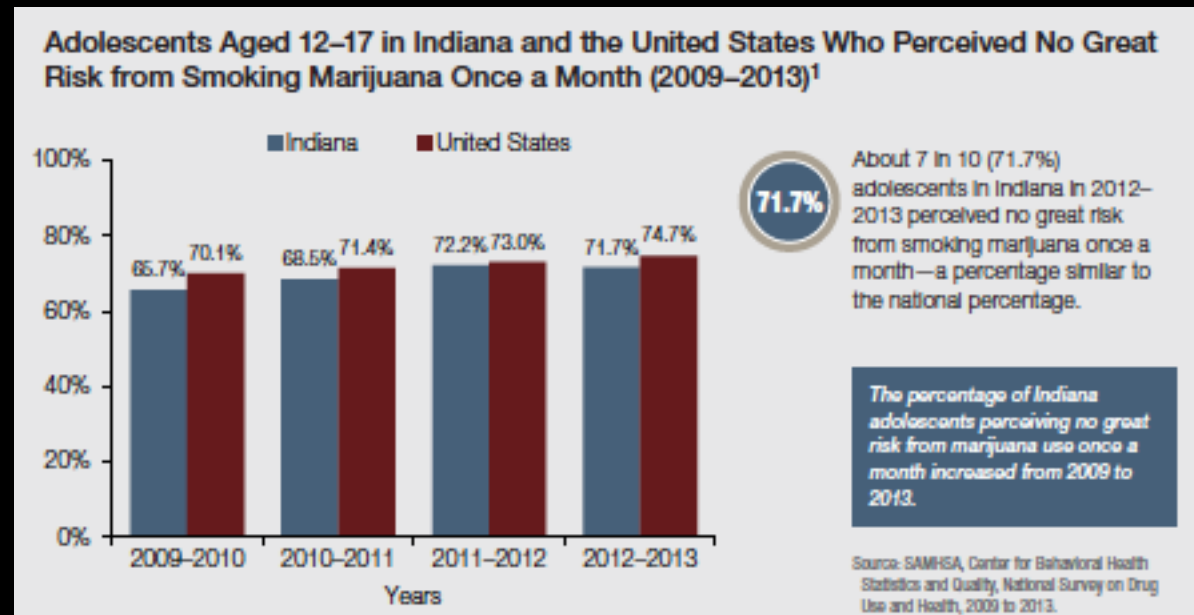 Adolescents Aged 12–17 in Indiana and the United States Who Perceived No Great
Risk from Smoking Marijuana Once a Month (2009–2013)¹
Indiana United States
100%
80%
60%
40%
20%
0%
65.7% 70.1% 68.5% 71.4% 72.2% 73.0% 71.7% 74.7%
2009–2010 2010–2011 2011–2012 2012–2013
Years
71.7%
About 7 in 10 (71.7%)
adolescents in Indiana in 2012–
2013 perceived no great risk
from smoking marijuana once a
month—a percentage similar to
the national percentage.
The percentage of Indiana
adolescents perceiving no great
risk from marijuana use once a
month increased from 2009 to
2013.
Source: SAMHSA, Center for Behavioral Health
Statistics and Quality, National Survey on Drug
Use and Health, 2009 to 2013.